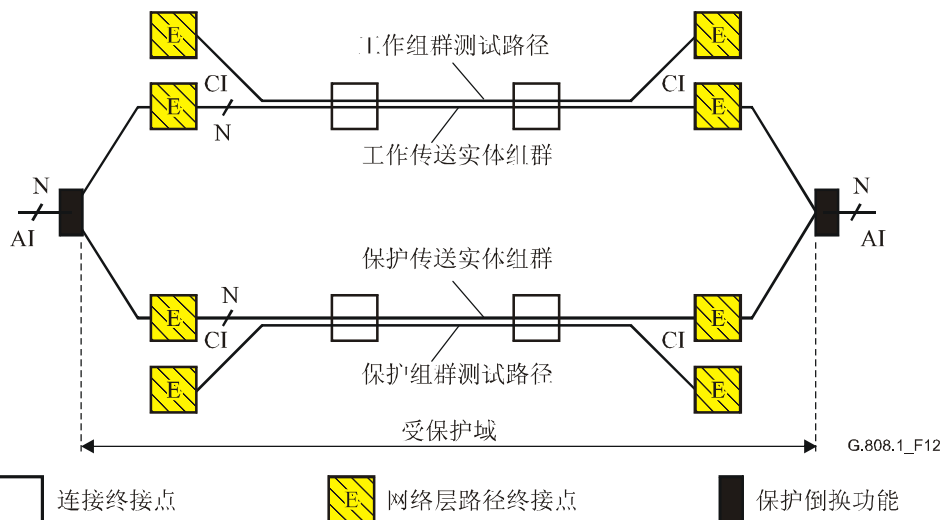 E 工作组群测试路径 E
CI CI
E E
N
工作传送实体组群
N N
AI AI
保护传送实体组群
N
E E
CI CI
保护组群测试路径
E E
受保护域
G.808.1_F12
连接终接点 E 网络层路径终接点 保护倒换功能